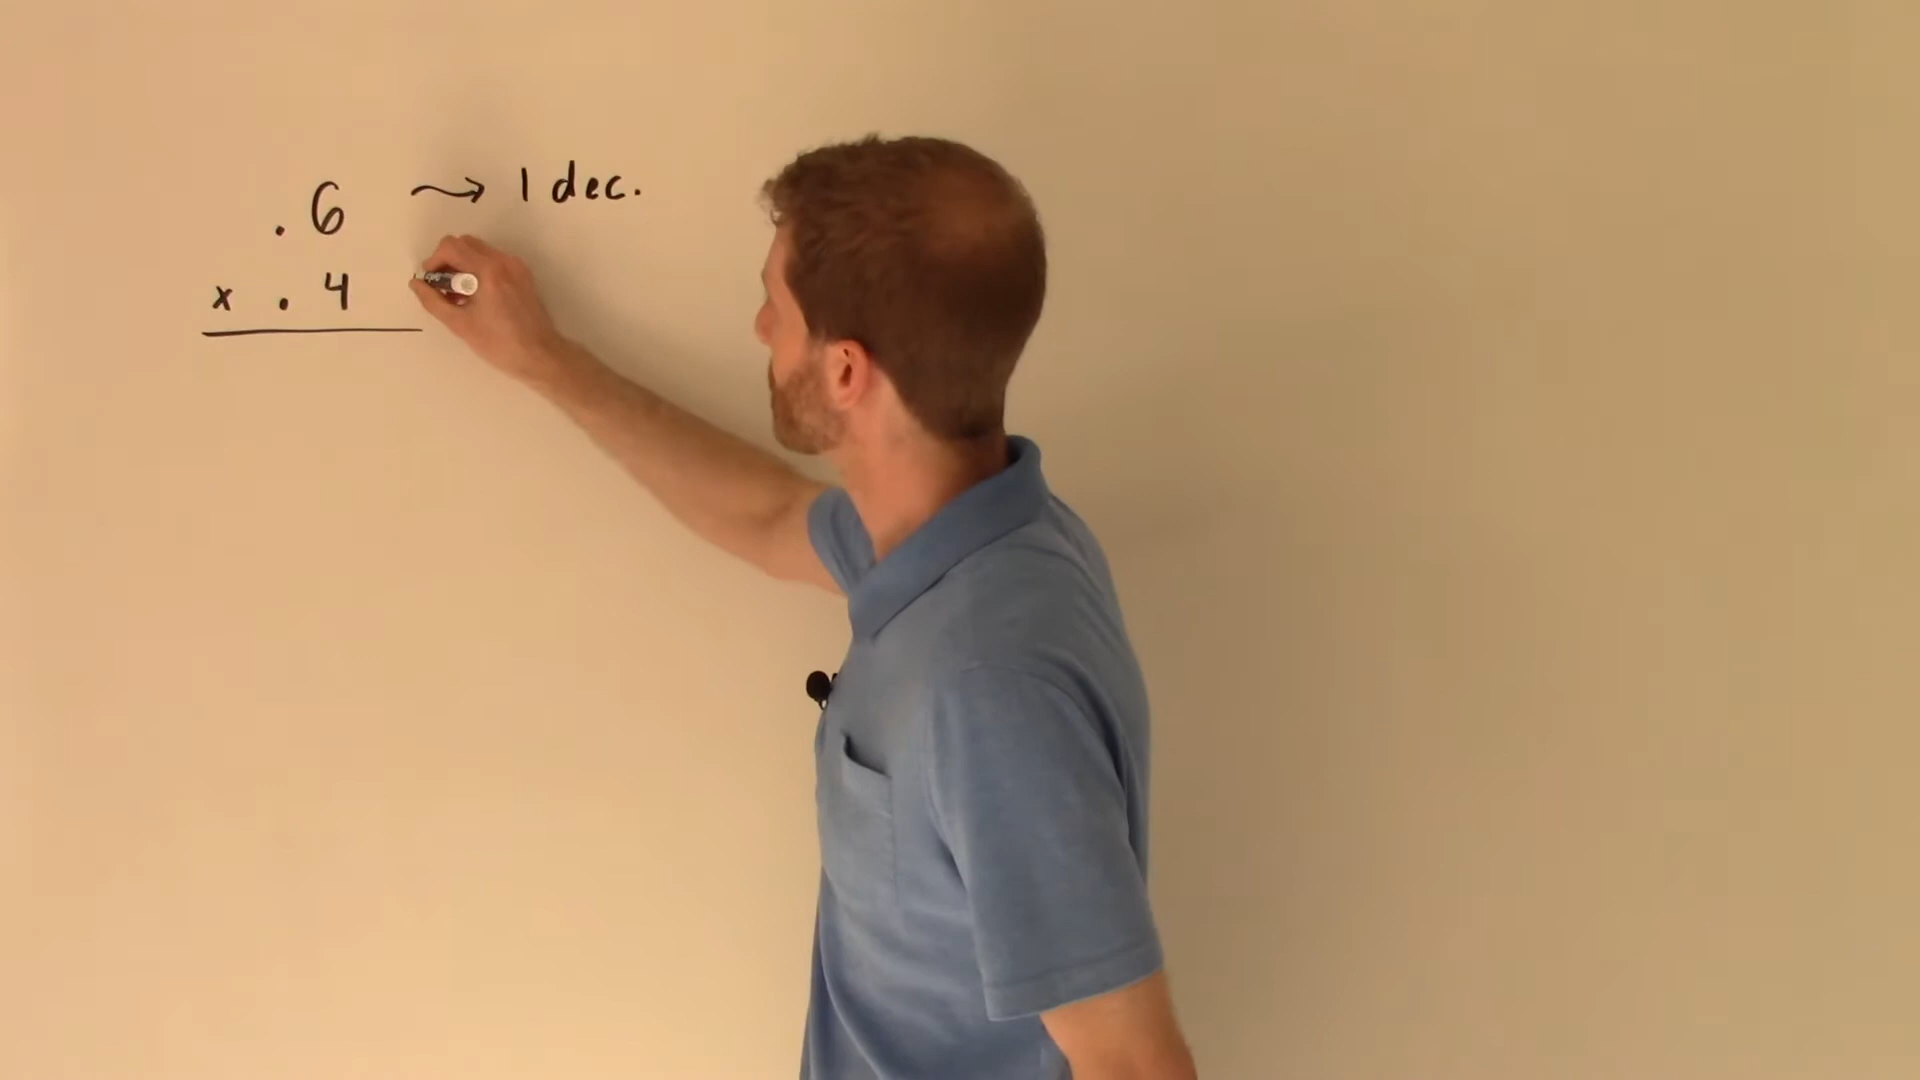 .6 → 1 dec.
x .4